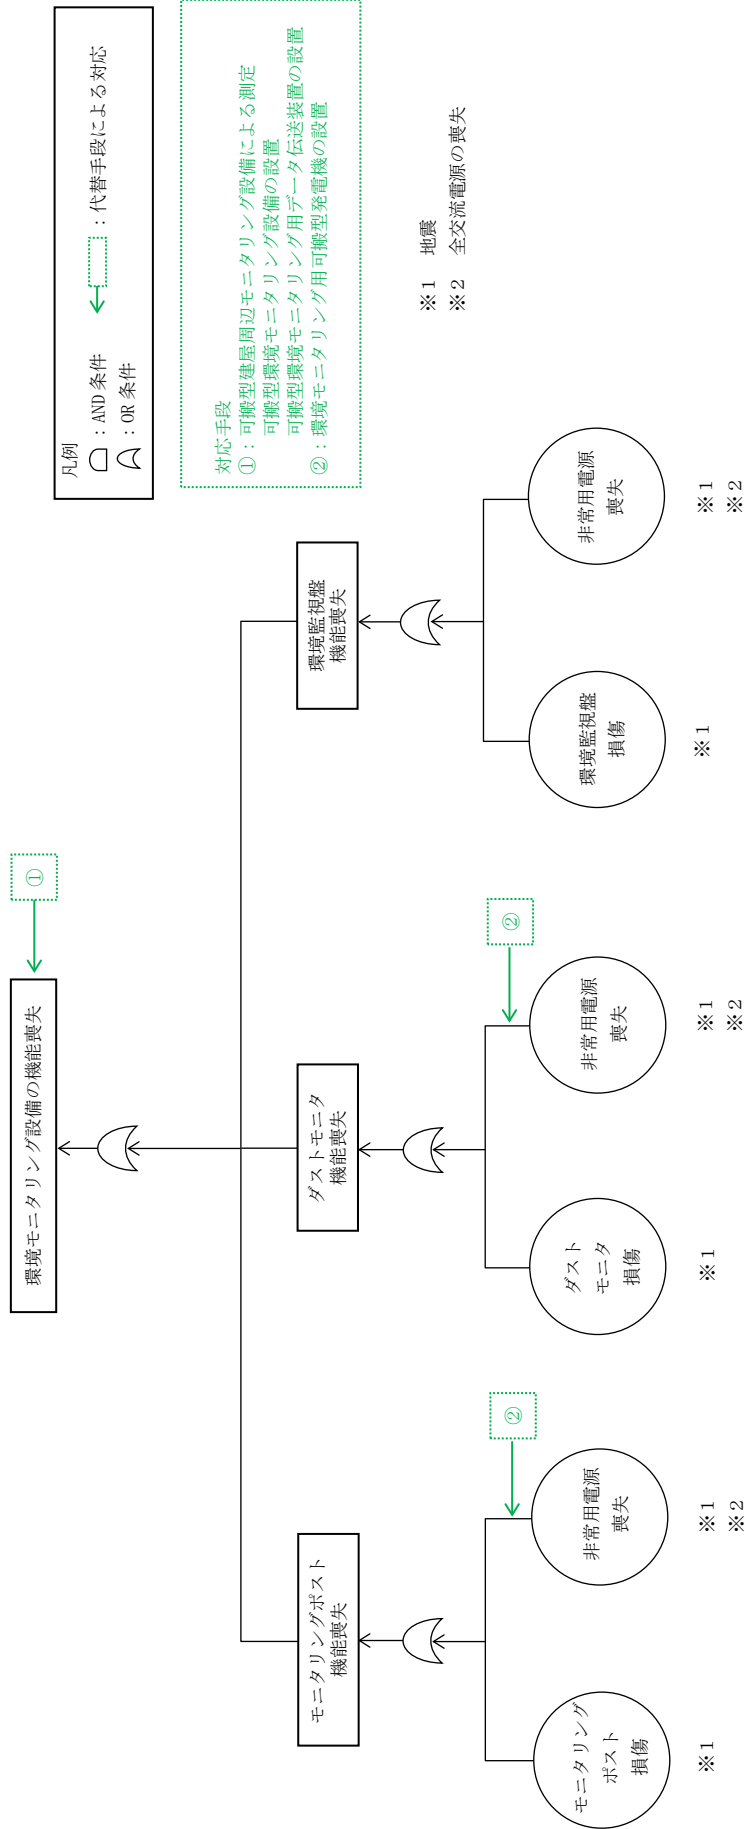 環境モニタリング設備の機能喪失
①
モニタリングポスト
機能喪失
ダストモニタ
機能喪失
環境監視盤
機能喪失
②
②
モニタリング
ポスト
損傷
非常用電源
喪失
ダスト
モニタ
損傷
非常用電源
喪失
環境監視盤
損傷
非常用電源
喪失
※1
※1
※2
※1
※1
※2
※1
※1
※2
凡例
：AND 条件
：代替手段による対応
：OR 条件
対応手段
①：可搬型建屋周辺モニタリング設備による測定
可搬型環境モニタリング設備の設置
可搬型環境モニタリング用データ伝送装置の設置
②：環境モニタリング用可搬型発電機の設置
※1　地震
※2　全交流電源の喪失